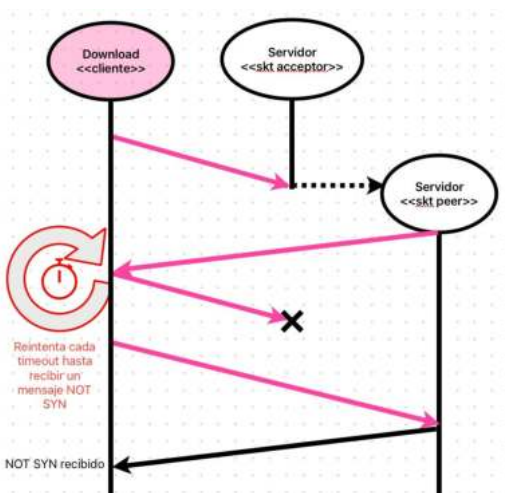 Download
<<cliente>>
Servidor
<<skt acceptor>>
Servidor
<<skt peer>>
Reintenta cada
timeout hasta
recibir un
mensaje NOT
SYN
NOT SYN recibido